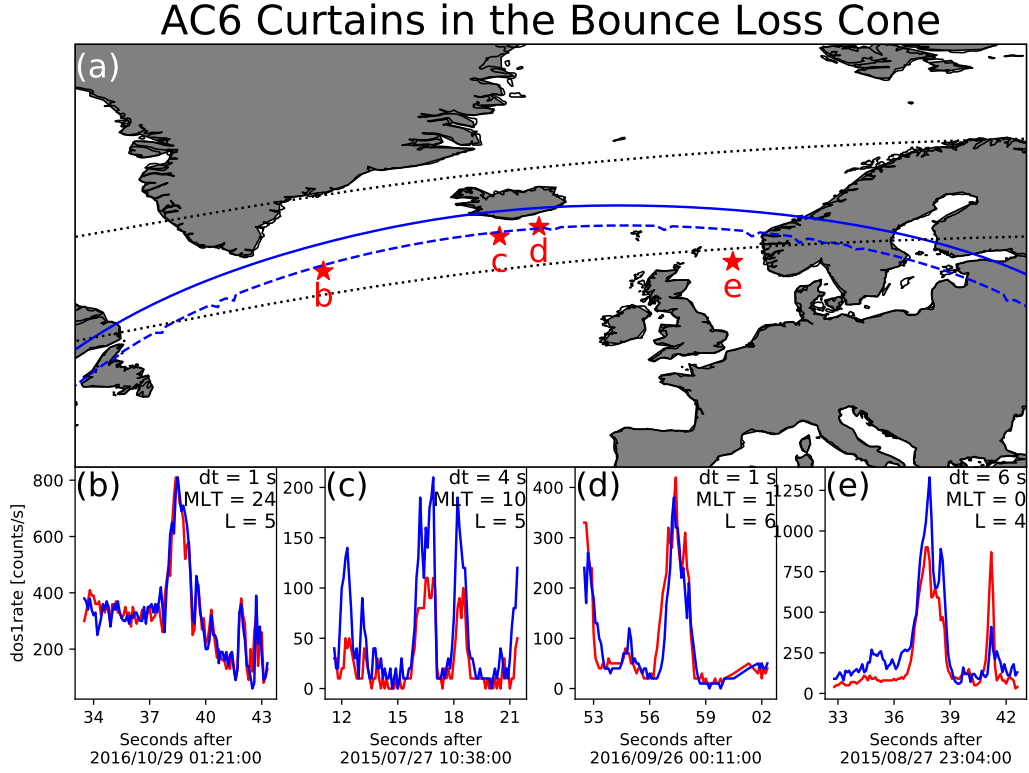 AC6 Curtains in the Bounce Loss Cone
(a)
b
c
d
e
dos1rate [counts/s]
(b)
dt = 1 s
MLT = 24
L = 5
800
600
400
200
34 37 40 43
Seconds after
2016/10/29 01:21:00
(c)
dt = 4 s
MLT = 10
L = 5
200
150
100
50
0
12 15 18 21
Seconds after
2015/07/27 10:38:00
(d)
dt = 1 s
MLT = 1
L = 6
400
300
200
100
0
53 56 59 02
Seconds after
2016/09/26 00:11:00
(e)
dt = 6 s
MLT = 0
L = 4
1250
1000
750
500
250
0
33 36 39 42
Seconds after
2015/08/27 23:04:00